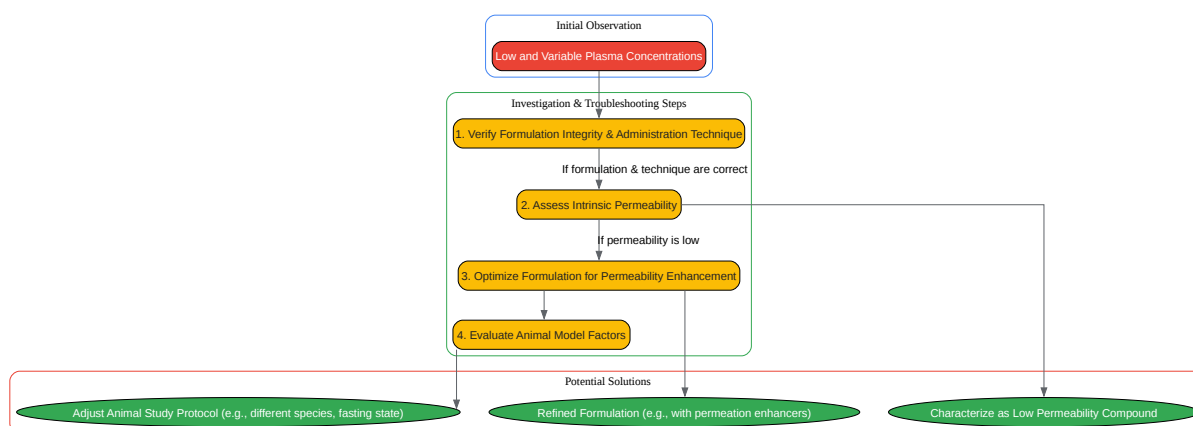 Initial Observation
Low and Variable Plasma Concentrations
Investigation & Troubleshooting Steps
1. Verify Formulation Integrity & Administration Technique
If formulation & technique are correct
2. Assess Intrinsic Permeability
If permeability is low
3. Optimize Formulation for Permeability Enhancement
4. Evaluate Animal Model Factors
Potential Solutions
Adjust Animal Study Protocol (e.g., different species, fasting state)
Refined Formulation (e.g., with permeation enhancers)
Characterize as Low Permeability Compound